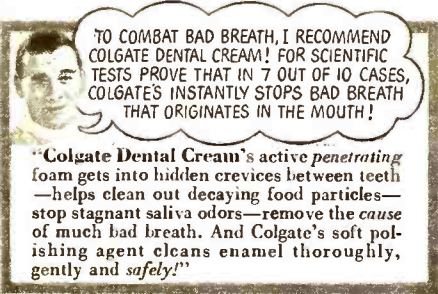 TO COMBAT BAD BREATH, I RECOMMEND
COLGATE DENTAL CREAM! FOR SCIENTIFIC
TESTS PROVE THAT IN 7 OUT OF 10 CASES,
COLGATE'S INSTANTLY STOPS BAD BREATH
THAT ORIGINATES IN THE MOUTH!
"Colgate Dental Cream's active penetrating
foam gets into hidden crevices between teeth
—helps clean out decaying food particles—
stop stagnant saliva odors—remove the cause
of much bad breath. And Colgate's soft pol-
ishing agent cleans enamel thoroughly,
gently and safely!"